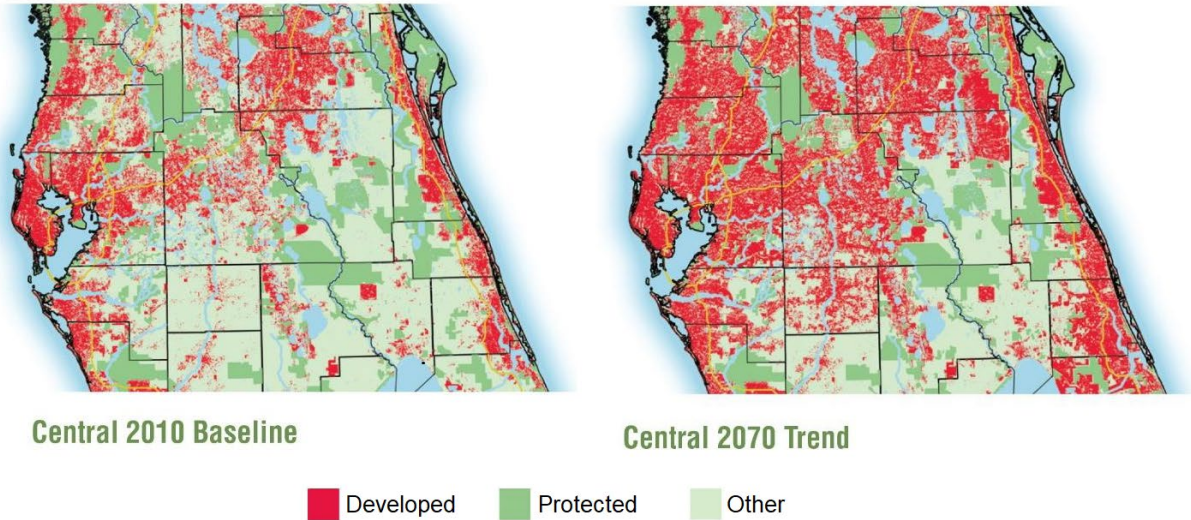 Central 2010 Baseline
Central 2070 Trend
Developed
Protected
Other